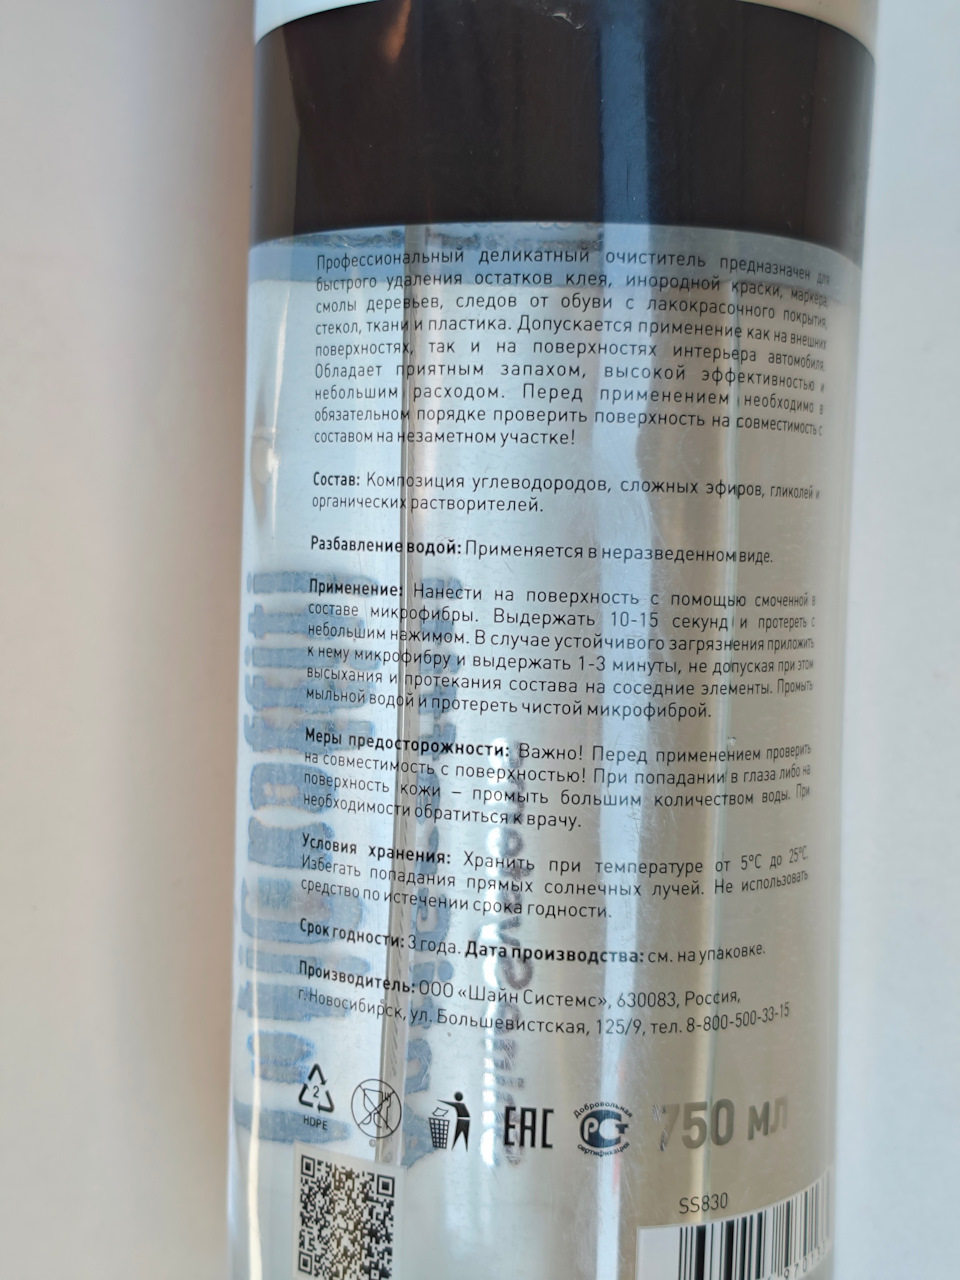 Профессиональный деликатный очиститель предназначен для
быстрого удаления остатков клея, инородной краски, маркера,
смолы деревьев, следов от обуви с лакокрасочного покрытия,
стекол, ткани и пластика. Допускается применение как на внешних
поверхностях, так и на поверхностях интерьера автомобиля.
Обладает приятным запахом, высокой эффективностью и
небольшим расходом. Перед применением необходимо в
обязательном порядке проверить поверхность на совместимость с
составом на незаметном участке!
Состав: Композиция углеводородов, сложных эфиров, гликолей и
органических растворителей.
Разбавление водой: Применяется в неразведенном виде.
Применение: Нанести на поверхность с помощью смоченной в
составе микрофибры. Выдержать 10-15 секунд и протереть с
небольшим нажимом. В случае устойчивого загрязнения приложить
к нему микрофибру и выдержать 1-3 минуты, не допуская при этом
высыхания и протекания состава на соседние элементы. Промыть
мыльной водой и протереть чистой микрофиброй.
Меры предосторожности: Важно! Перед применением проверить
на совместимость с поверхностью! При попадании в глаза либо на
поверхность кожи – промыть большим количеством воды. При
необходимости обратиться к врачу.
Условия хранения: Хранить при температуре от 5°С до 25°С.
Избегать попадания прямых солнечных лучей. Не использовать
средство по истечении срока годности.
Срок годности: 3 года. Дата производства: см. на упаковке.
Производитель: ООО «Шайн Системс», 630083, Россия,
г. Новосибирск, ул. Большевистская, 125/9, тел. 8-800-500-33-15
2
HDPE
EAC
Добровольная
РСТ
сертификация
750 мл
SS830